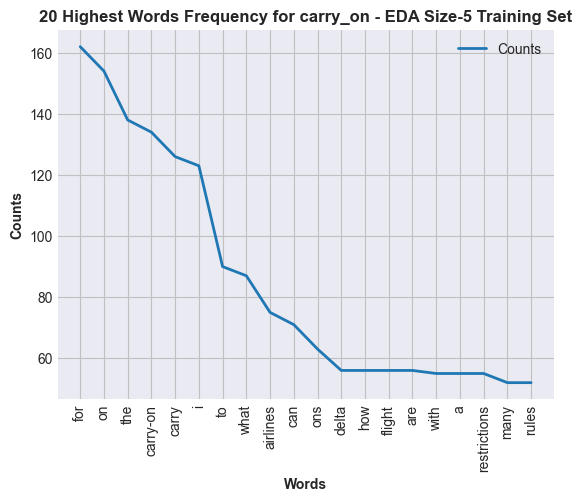 20 Highest Words Frequency for carry_on - EDA Size-5 Training Set
Counts
160
140
120
100
80
60
Counts
for
on
the
carry-on
carry
i
to
what
airlines
can
ons
delta
how
flight
are
with
a
restrictions
many
rules
Words